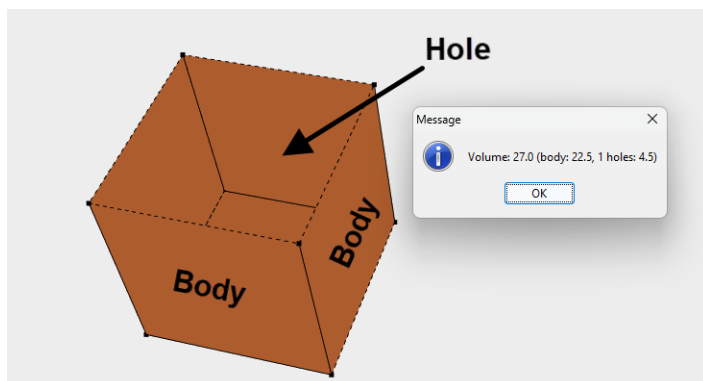 Hole
Message
Volume: 27.0 (body: 22.5, 1 holes: 4.5)
OK
Body
Body